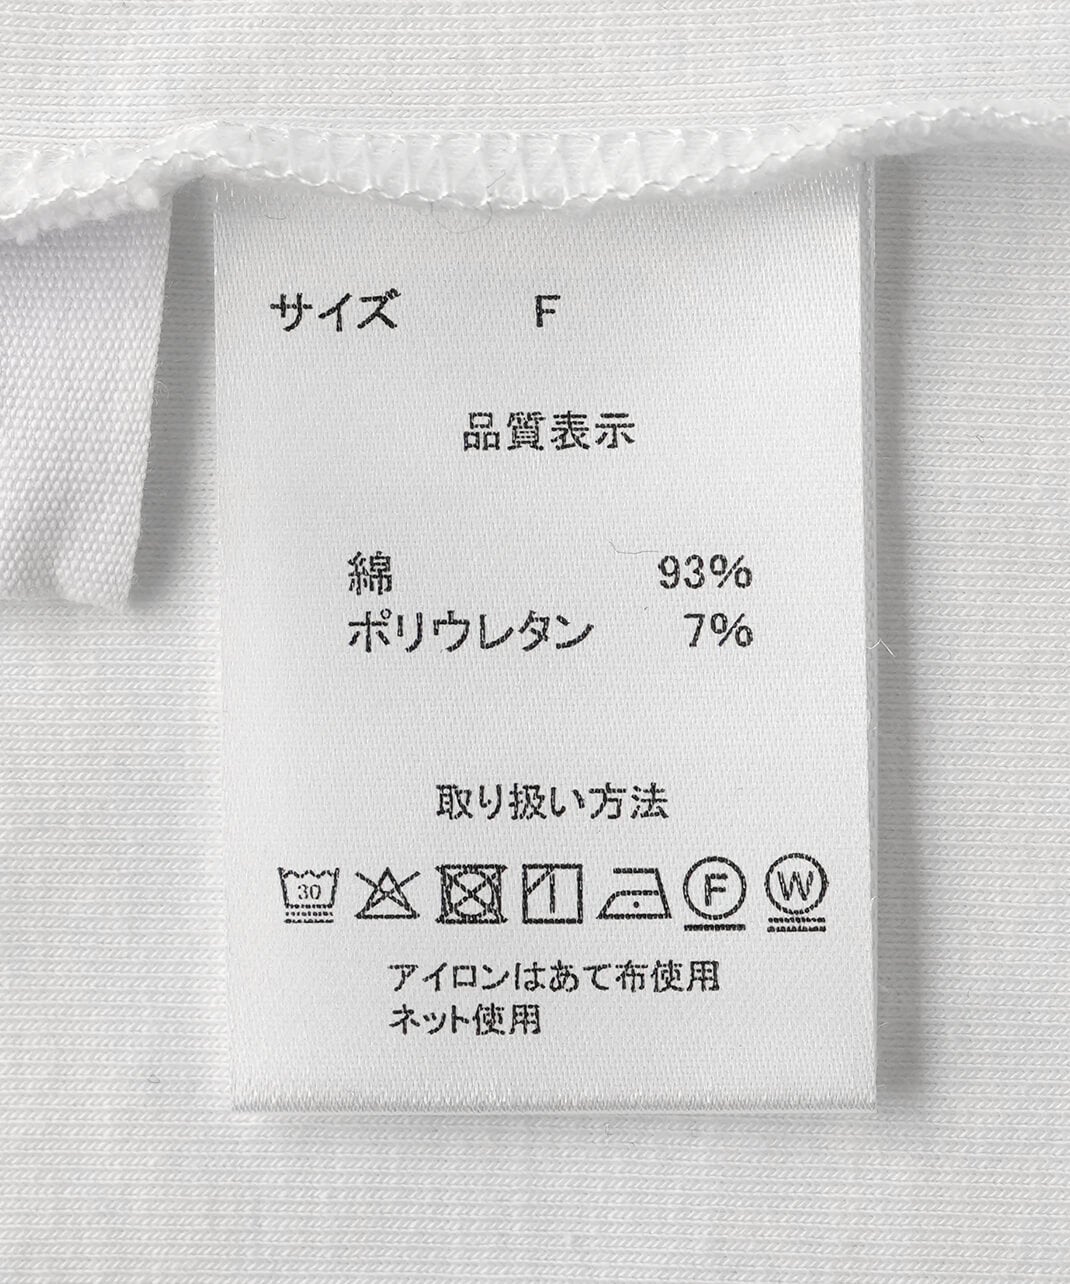 サイズ F
品質表示
綿 93%
ポリウレタン 7%
取り扱い方法
30 F W
アイロンはあて布使用
ネット使用